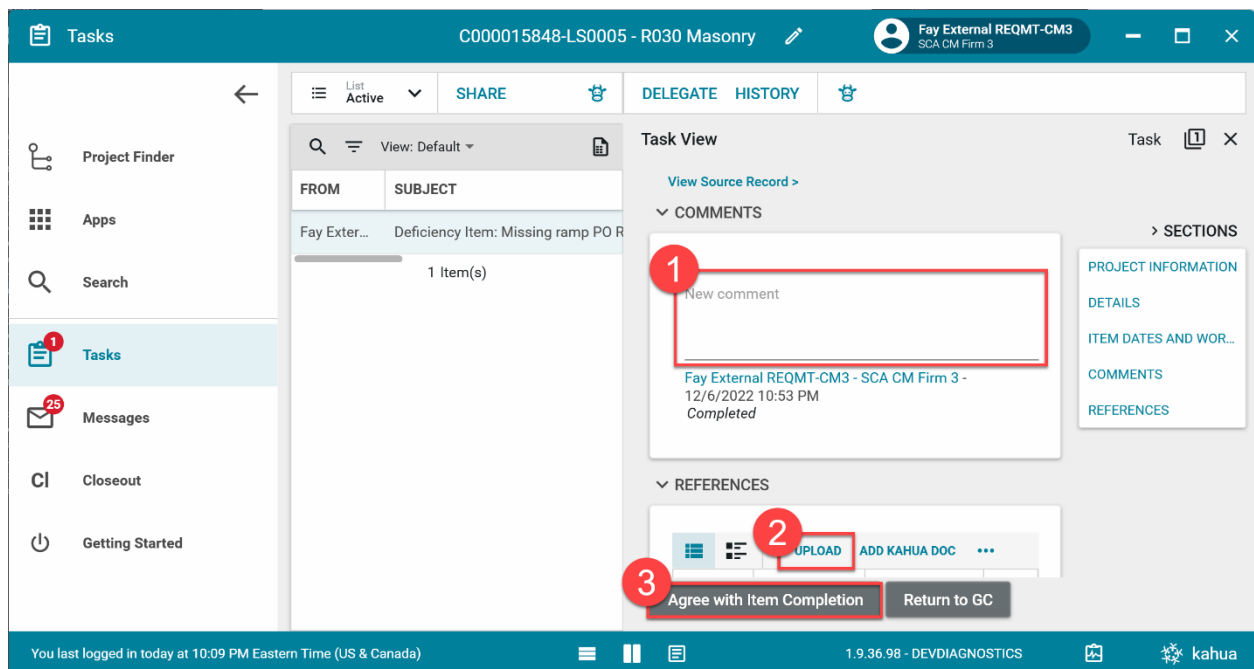 Tasks
C000015848-LS0005 - R030 Masonry
Fay External REQMT-CM3
SCA CM Firm 3
List
Active
SHARE
DELEGATE HISTORY
Project Finder
Apps
Search
1
Tasks
25
Messages
Cl
Closeout
Getting Started
View: Default
FROM SUBJECT
Fay Exter... Deficiency Item: Missing ramp PO R
1 Item(s)
Task View
Task 1
View Source Record >
COMMENTS
1
New comment
Fay External REQMT-CM3 - SCA CM Firm 3 -
12/6/2022 10:53 PM
Completed
REFERENCES
2
UPLOAD ADD KAHUA DOC
3
Agree with Item Completion Return to GC
> SECTIONS
PROJECT INFORMATION
DETAILS
ITEM DATES AND WOR...
COMMENTS
REFERENCES
You last logged in today at 10:09 PM Eastern Time (US & Canada)
1.9.36.98 - DEVDIAGNOSTICS
kahua